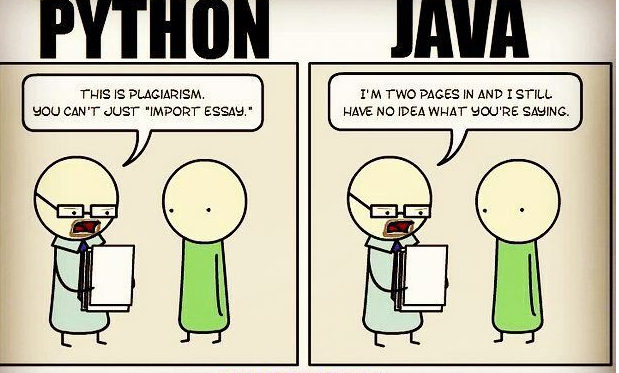 PYTHON
THIS IS PLAGIARISM.
YOU CAN'T JUST "IMPORT ESSAY."
JAVA
I'M TWO PAGES IN AND I STILL
HAVE NO IDEA WHAT YOU'RE SAYING.